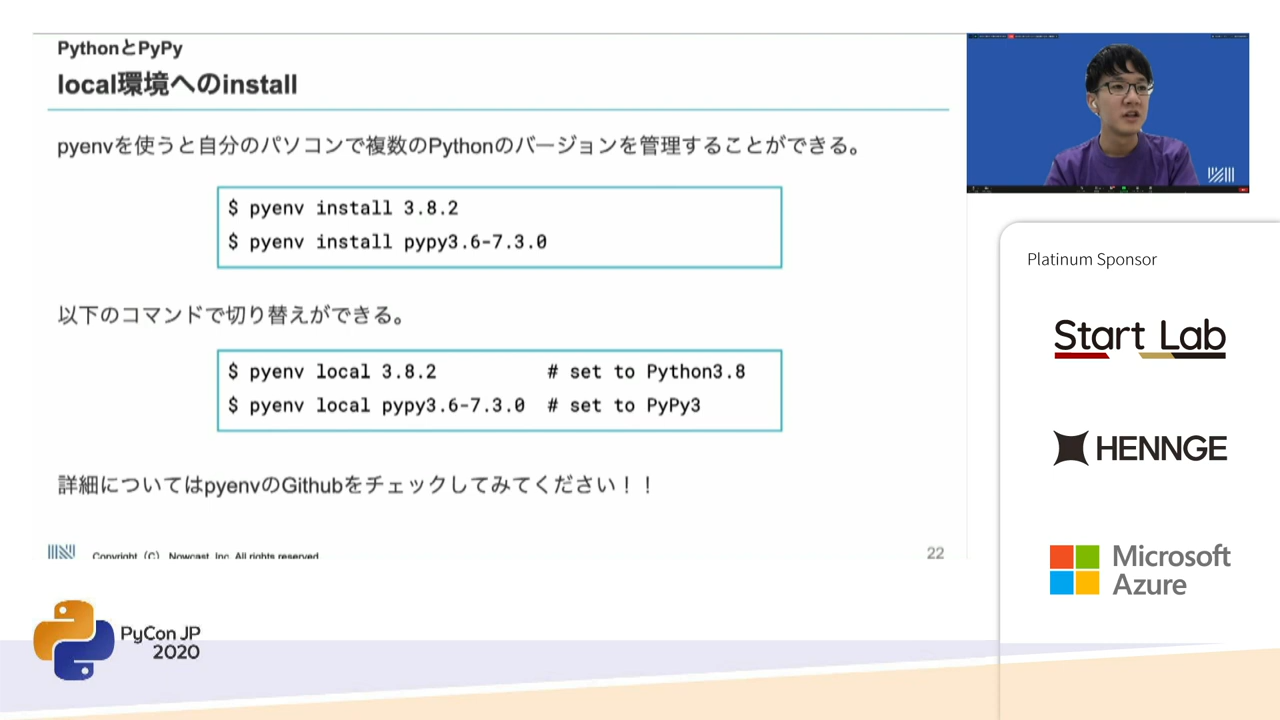 PythonとPyPy
local環境へのinstall
pyenvを使うと自分のパソコンで複数のPythonのバージョンを管理することができる。
$ pyenv install 3.8.2
$ pyenv install pypy3.6-7.3.0
以下のコマンドで切り替えができる。
$ pyenv local 3.8.2 # set to Python3.8
$ pyenv local pypy3.6-7.3.0 # set to PyPy3
詳細についてはpyenvのGithubをチェックしてみてください！！
Copyright （C） Nowcast, Inc. All rights reserved.
22
Platinum Sponsor
Start Lab
HENNGE
Microsoft
Azure
PyCon JP
2020